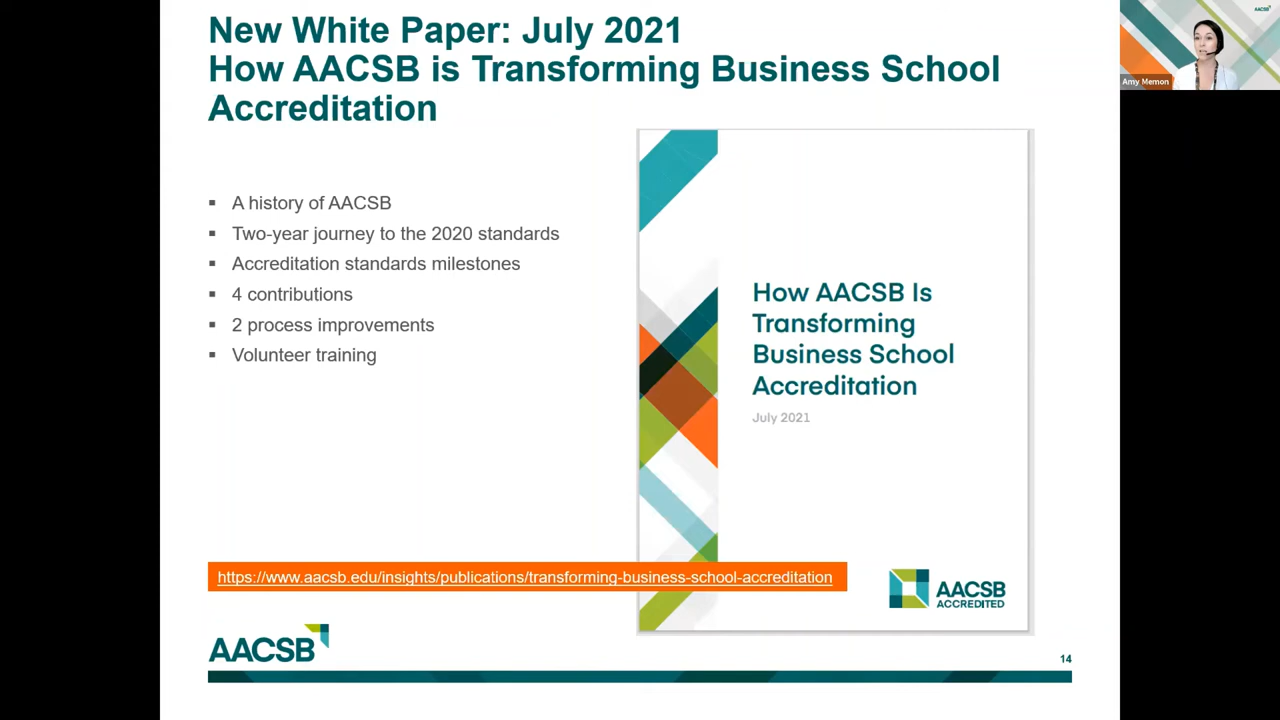 New White Paper: July 2021
How AACSB is Transforming Business School
Accreditation
AACSB
Amy Memon
▪ A history of AACSB
▪ Two-year journey to the 2020 standards
▪ Accreditation standards milestones
▪ 4 contributions
▪ 2 process improvements
▪ Volunteer training
How AACSB Is
Transforming
Business School
Accreditation
July 2021
https://www.aacsb.edu/insights/publications/transforming-business-school-accreditation
AACSB
ACCREDITED
AACSB
14